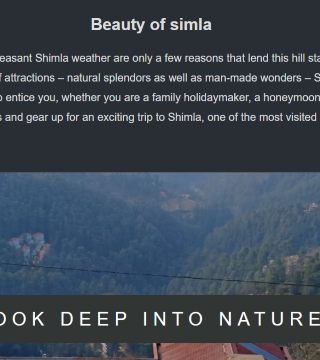 Beauty of simla
easant Shimla weather are only a few reasons that lend this hill sta
f attractions – natural splendors as well as man-made wonders – S
o entice you, whether you are a family holidaymaker, a honeymoon
s and gear up for an exciting trip to Shimla, one of the most visited
OOK DEEP INTO NATURE